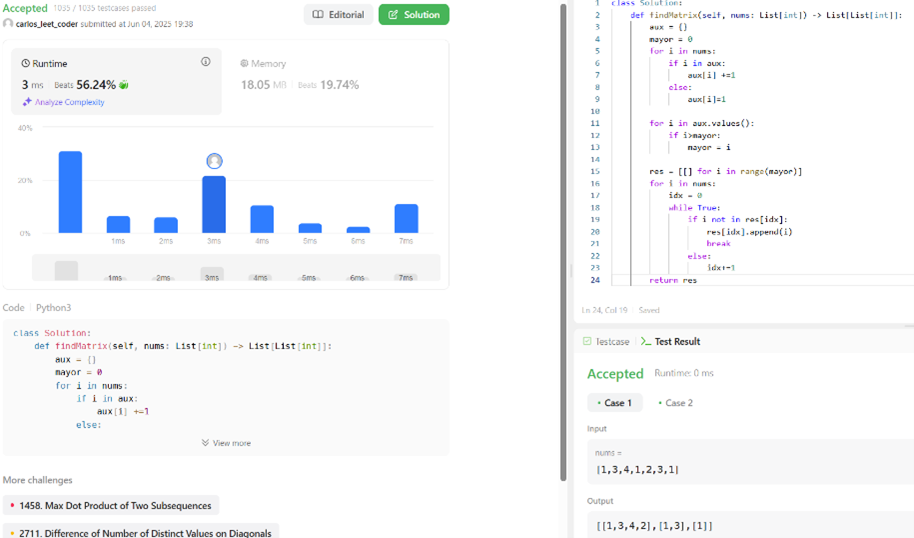 Accepted 1035 / 1035 testcases passed
carlos_leet_coder submitted at Jun 04, 2025 19:38
Editorial
Solution
Runtime
3 ms Beats 56.24%
Analyze Complexity
Memory
18.05 MB Beats 19.74%
40%
20%
0%
1ms 2ms 3ms 4ms 5ms 5ms 7ms
1ms 2ms 3ms 4ms 5ms 6ms 7ms
Code Python3
class Solution:
def findMatrix(self, nums: List[int]) -> List[List[int]]:
aux = {}
mayor = 0
for i in nums:
if i in aux:
aux[i] +=1
else:
View more
More challenges
1458. Max Dot Product of Two Subsequences
2711. Difference of Number of Distinct Values on Diagonals
1 class Solution:
2 def findMatrix(self, nums: List[int]) -> List[List[int]]:
3 aux = {}
4 mayor = 0
5 for i in nums:
6 if i in aux:
7 aux[i] +=1
8 else:
9 aux[i]=1
10
11 for i in aux.values():
12 if i>mayor:
13 mayor = i
14
15 res = [[] for i in range(mayor)]
16 for i in nums:
17 idx = 0
18 while True:
19 if i not in res[idx]:
20 res[idx].append(i)
21 break
22 else:
23 idx+=1
24 return res
Ln 24, Col 19 Saved
Testcase
Test Result
Accepted Runtime: 0 ms
Case 1 Case 2
Input
nums =
[1,3,4,1,2,3,1]
Output
[[1,3,4,2],[1,3],[1]]